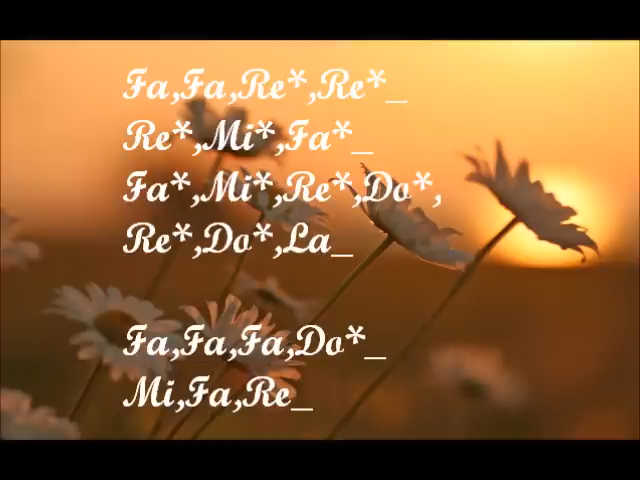 Fa,Fa,Re*,Re*_
Re*,Mi*,Fa*_
Fa*,Mi*,Re*,Do*,
Re*,Do*,La_
Fa,Fa,Fa,Do*_
Mi,Fa,Re_